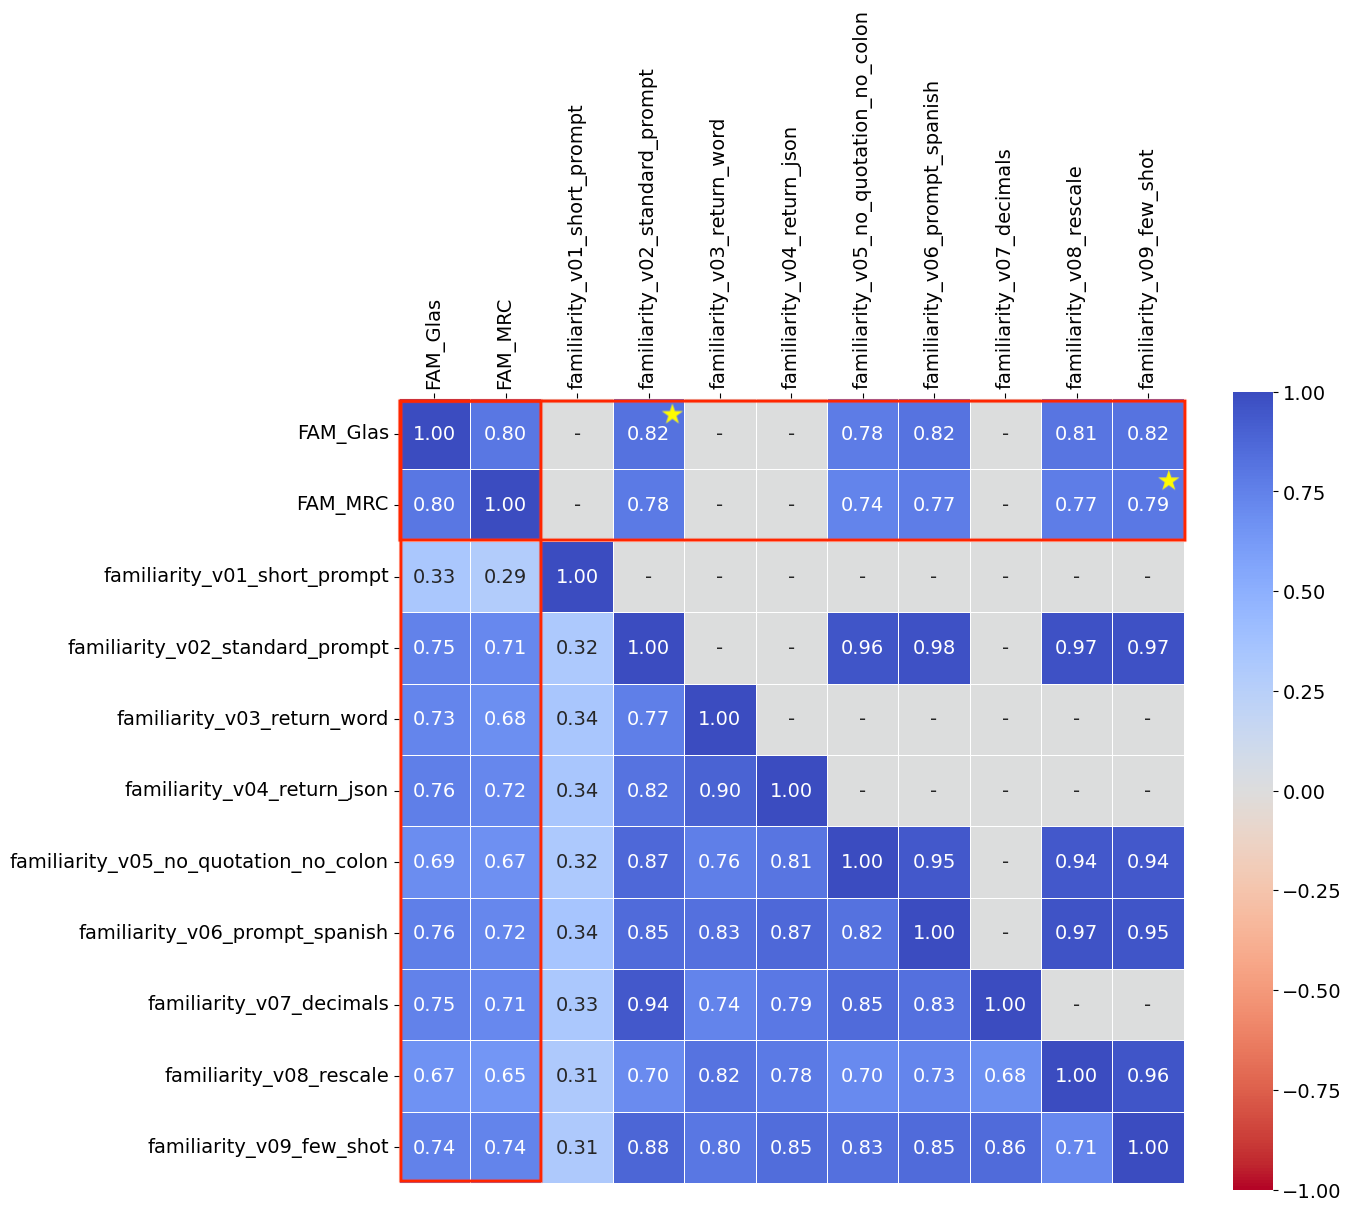 FAM_Glas
FAM_MRC
familiarity_v01_short_prompt
familiarity_v02_standard_prompt
familiarity_v03_return_word
familiarity_v04_return_json
familiarity_v05_no_quotation_no_colon
familiarity_v06_prompt_spanish
familiarity_v07_decimals
familiarity_v08_rescale
familiarity_v09_few_shot
FAM_Glas 1.00 0.80 - 0.82 - - 0.78 0.82 - 0.81 0.82
FAM_MRC 0.80 1.00 - 0.78 - - 0.74 0.77 - 0.77 0.79
familiarity_v01_short_prompt 0.33 0.29 1.00 - - - - - - - -
familiarity_v02_standard_prompt 0.75 0.71 0.32 1.00 - - 0.96 0.98 - 0.97 0.97
familiarity_v03_return_word 0.73 0.68 0.34 0.77 1.00 - - - - - -
familiarity_v04_return_json 0.76 0.72 0.34 0.82 0.90 1.00 - - - - -
familiarity_v05_no_quotation_no_colon 0.69 0.67 0.32 0.87 0.76 0.81 1.00 0.95 - 0.94 0.94
familiarity_v06_prompt_spanish 0.76 0.72 0.34 0.85 0.83 0.87 0.82 1.00 - 0.97 0.95
familiarity_v07_decimals 0.75 0.71 0.33 0.94 0.74 0.79 0.85 0.83 1.00 - -
familiarity_v08_rescale 0.67 0.65 0.31 0.70 0.82 0.78 0.70 0.73 0.68 1.00 0.96
familiarity_v09_few_shot 0.74 0.74 0.31 0.88 0.80 0.85 0.83 0.85 0.86 0.71 1.00
1.00
0.75
0.50
0.25
0.00
−0.25
−0.50
−0.75
−1.00